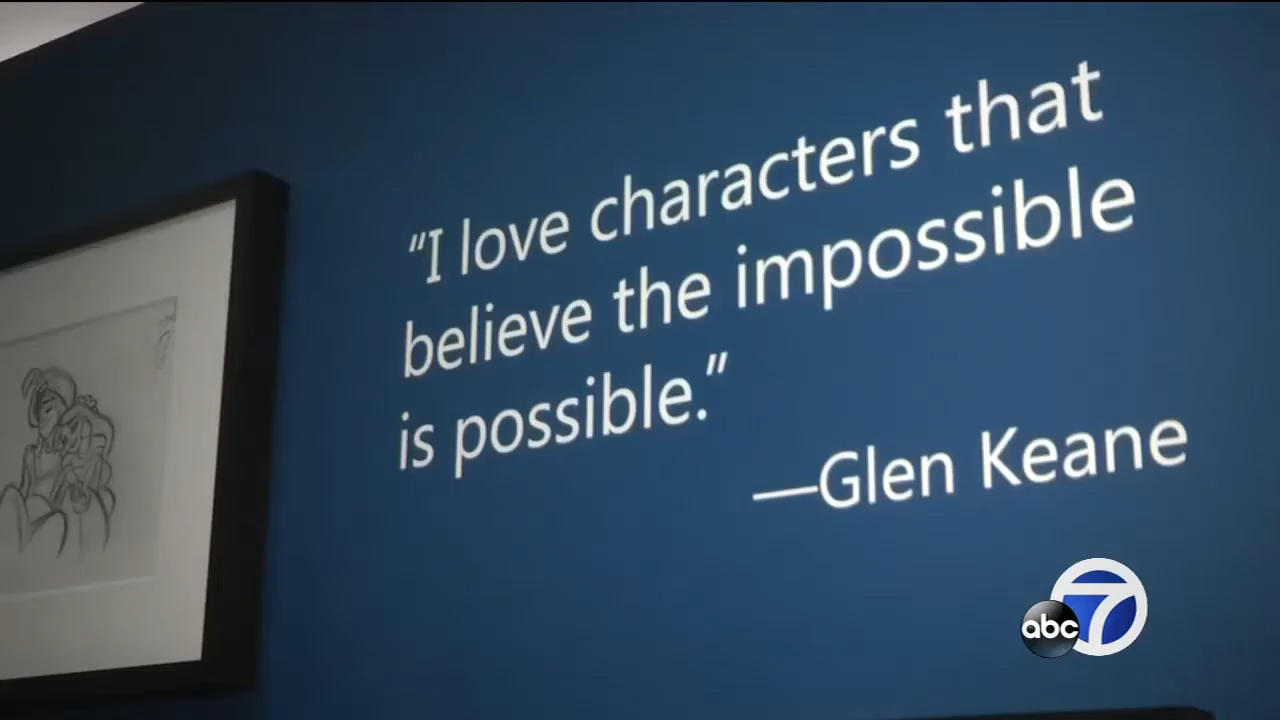 “I love characters that
believe the impossible
is possible.”
—Glen Keane
abc 7